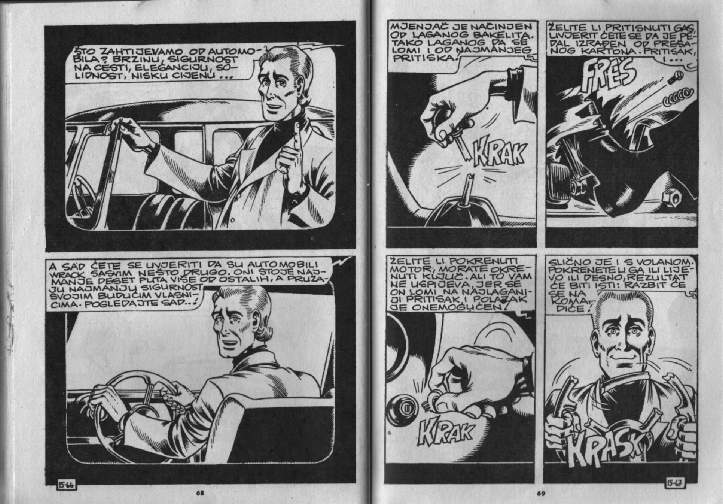 ŠTO ZAHTIJEVAMO OD AUTOMO-
BILA? BRZINU, SIGURNOST
NA CESTI, ELEGANCIJU, SO-
LIDNOST, NISKU CIJENU ...
A SAD ĆETE SE UVJERITI DA SU AUTOMOBILI
WRACK SASVIM NEŠTO DRUGO, ONI STOJE NAJ-
MANJE DESET PUTA VIŠE OD OSTALIH, A PRUŽA-
JU NAJMANJU SIGURNOST
SVOJIM BUDUĆIM VLASNI-
CIMA. POGLEDAJTE SAD...
68
MJENJAČ JE NAČINJEN
OD LAGANOG BAKELITA,
TAKO LAGANOG DA SE
LOMI I OD NAJMANJEG
PRITISKA.
KRAK
ŽELITE LI PRITISNUTI GAS,
UVJERIT ĆETE SE DA JE PE-
DAL IZRAĐEN OD PREŠA-
NOG KARTONA. PRITISAK,
I...
FRES
ŽELITE LI POKRENUTI
MOTOR, MORATE OKRE-
NUTI KLJUČ. ALI TO VAM
NE USPIJEVA, JER SE
ON LOMI NA NAJLAGANI-
JI PRITISAK I POLAZAK
JE ONEMOGUĆEN!
KRAK
SLIČNO JE I S VOLANOM.
POKRENETE LI GA ILI LIJE-
VO ILI DESNO, REZULTAT
ĆE BITI ISTI: RAZBIT ĆE
SE NA
KOMA-
DIĆE!
KRASK
69